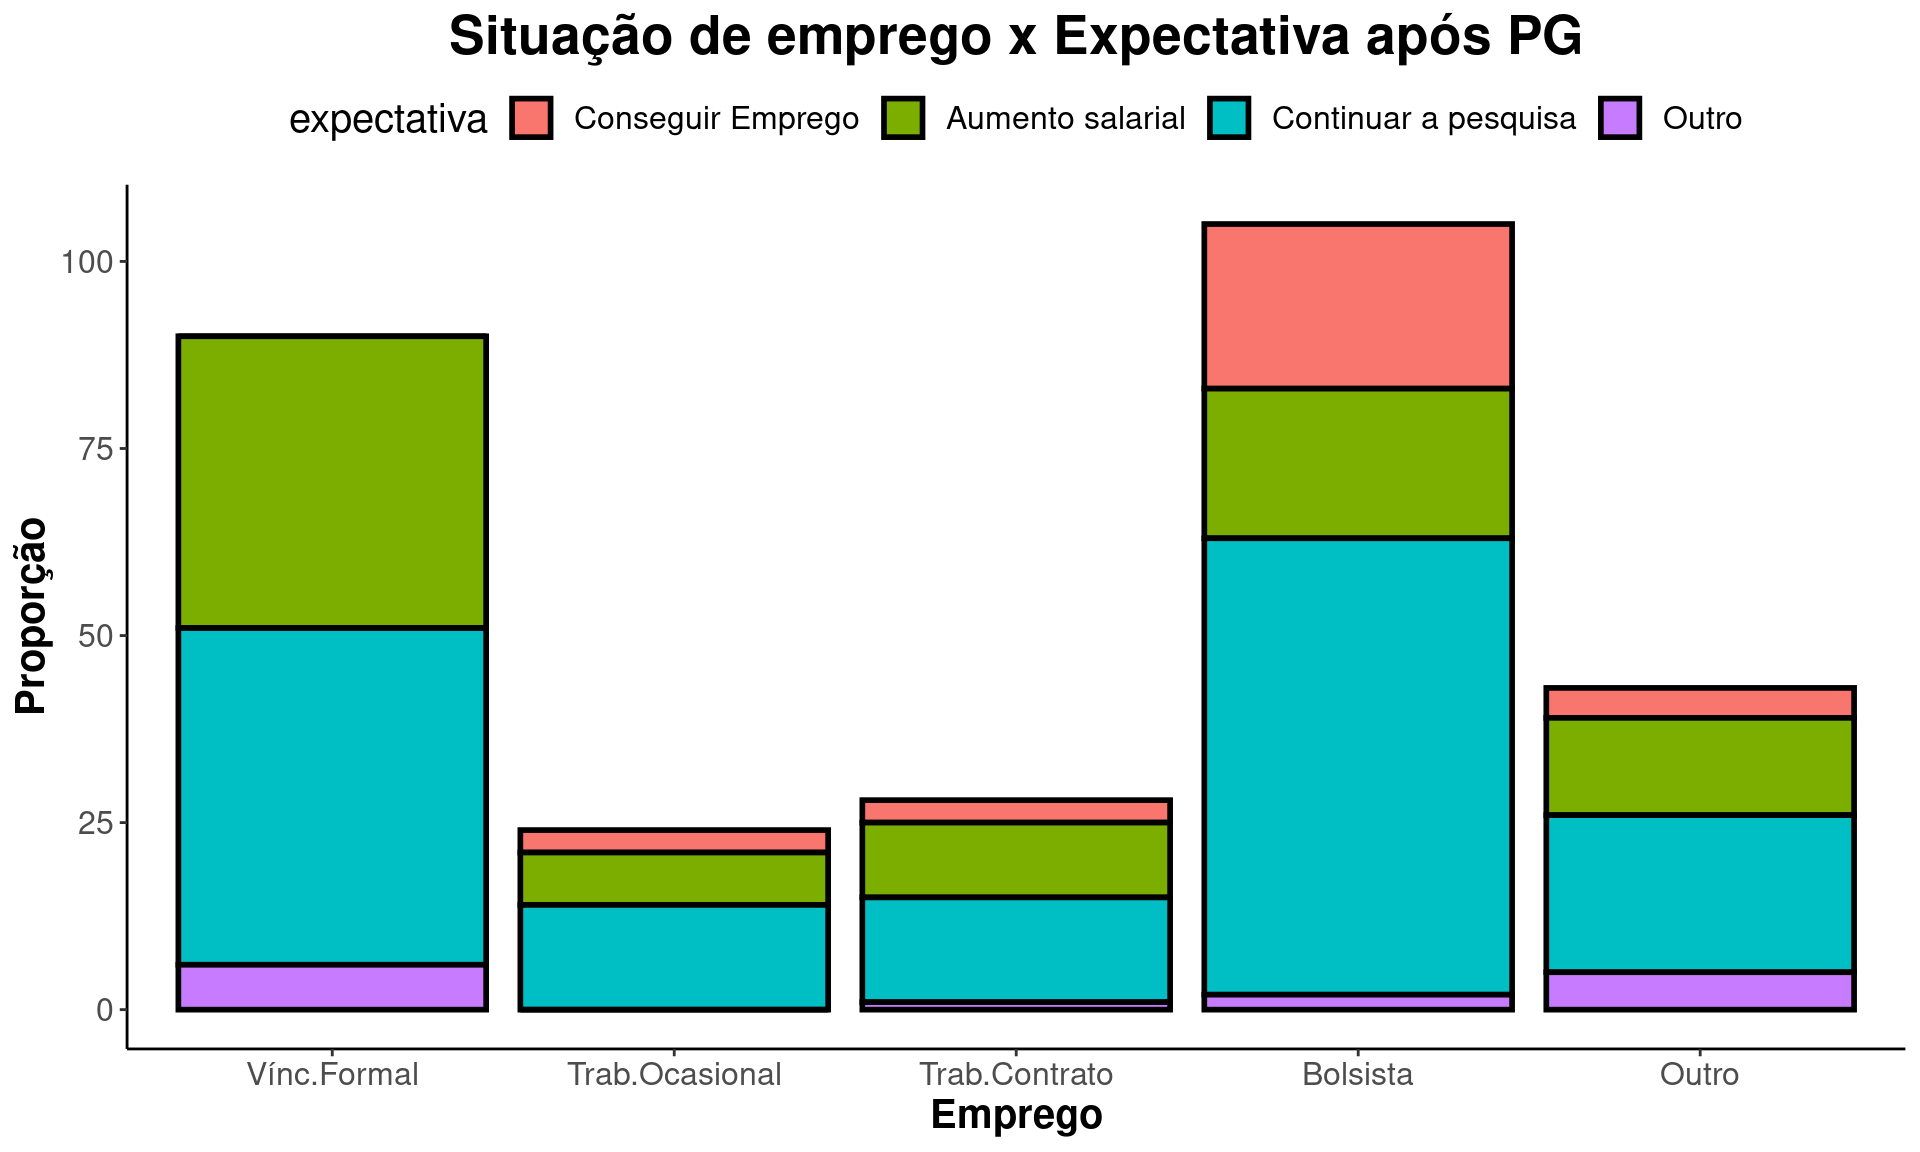 Situação de emprego x Expectativa após PG
expectativa Conseguir Emprego Aumento salarial Continuar a pesquisa Outro
Proporção
100
75
50
25
0
Vínc.Formal Trab.Ocasional Trab.Contrato Bolsista Outro
Emprego